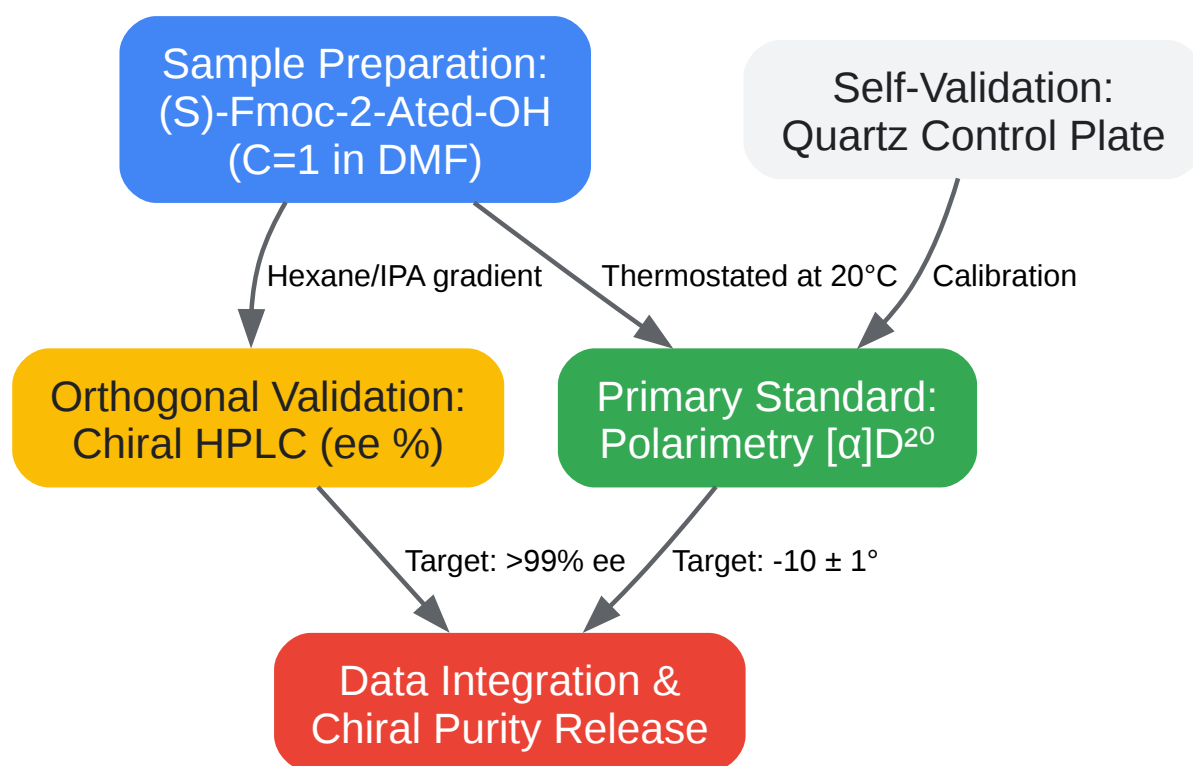 Sample Preparation:
(S)-Fmoc-2-Ated-OH
(C=1 in DMF)
Self-Validation:
Quartz Control Plate
Hexane/IPA gradient
Thermostated at 20°C
Calibration
Orthogonal Validation:
Chiral HPLC (ee %)
Primary Standard:
Polarimetry [α]D²⁰
Target: >99% ee
Target: -10 ± 1°
Data Integration &
Chiral Purity Release